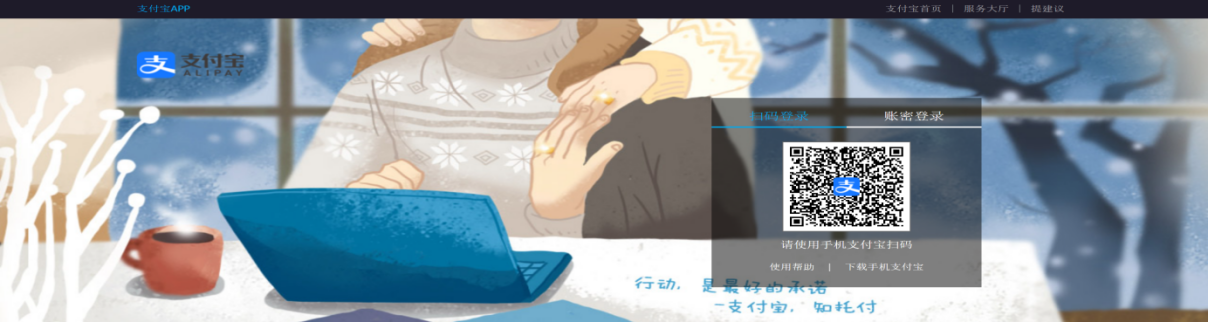 支付宝APP
支付宝首页 | 服务大厅 | 提建议
支付宝
ALIPAY
扫码登录 账密登录
请使用手机支付宝扫码
使用帮助 | 下载手机支付宝
行动，是最好的承诺
-支付宝，知托付